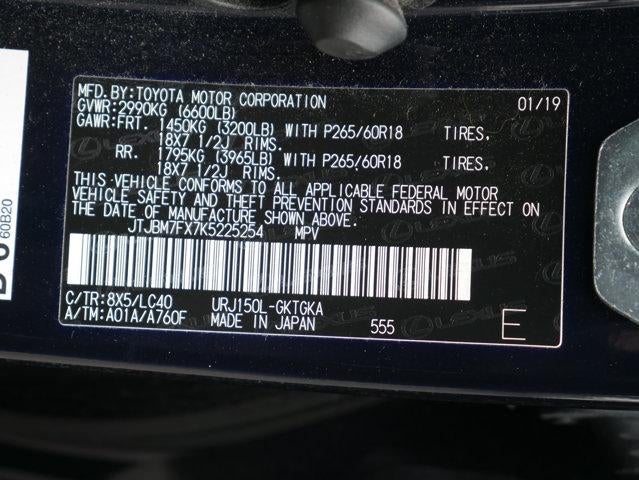 MFD. BY: TOYOTA MOTOR CORPORATION 01/19
GVWR: 2990KG (6600LB)
GAWR: FRT. 1450KG (3200LB) WITH P265/60R18 TIRES.
18X7 1/2J RIMS.
RR. 1795KG (3965LB) WITH P265/60R18 TIRES.
18X7 1/2J RIMS.
THIS VEHICLE CONFORMS TO ALL APPLICABLE FEDERAL MOTOR
VEHICLE SAFETY AND THEFT PREVENTION STANDARDS IN EFFECT ON
THE DATE OF MANUFACTURE SHOWN ABOVE.
JTJBM7FX7K5225254 MPV
C/TR: 8X5/LC40 URJ150L-GKTGKA
A/TM: A01A/A760F MADE IN JAPAN 555 E
60B20
LEXUS